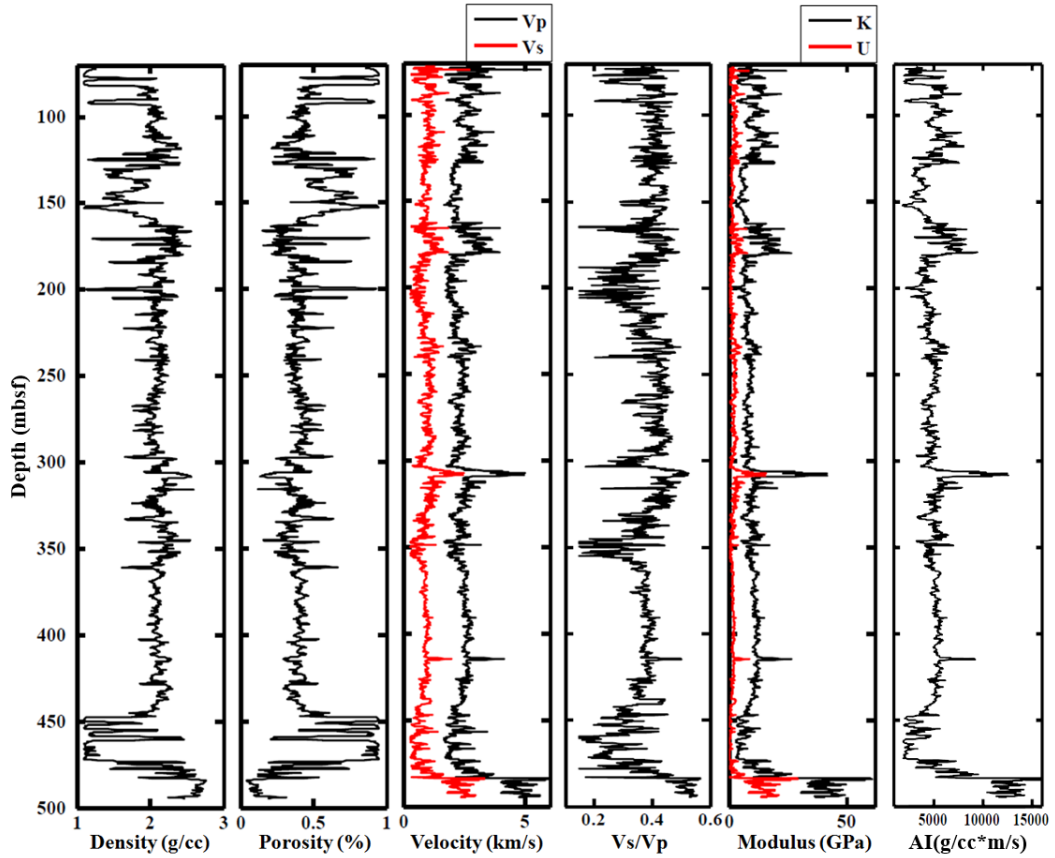 Vp
Vs
K
U
Depth (mbsf)
100
150
200
250
300
350
400
450
500
1 2 3
0 0.5 1
0 5
0.2 0.4 0.6
0 50
5000 10000 15000
Density (g/cc)
Porosity (%)
Velocity (km/s)
Vs/Vp
Modulus (GPa)
AI(g/cc*m/s)